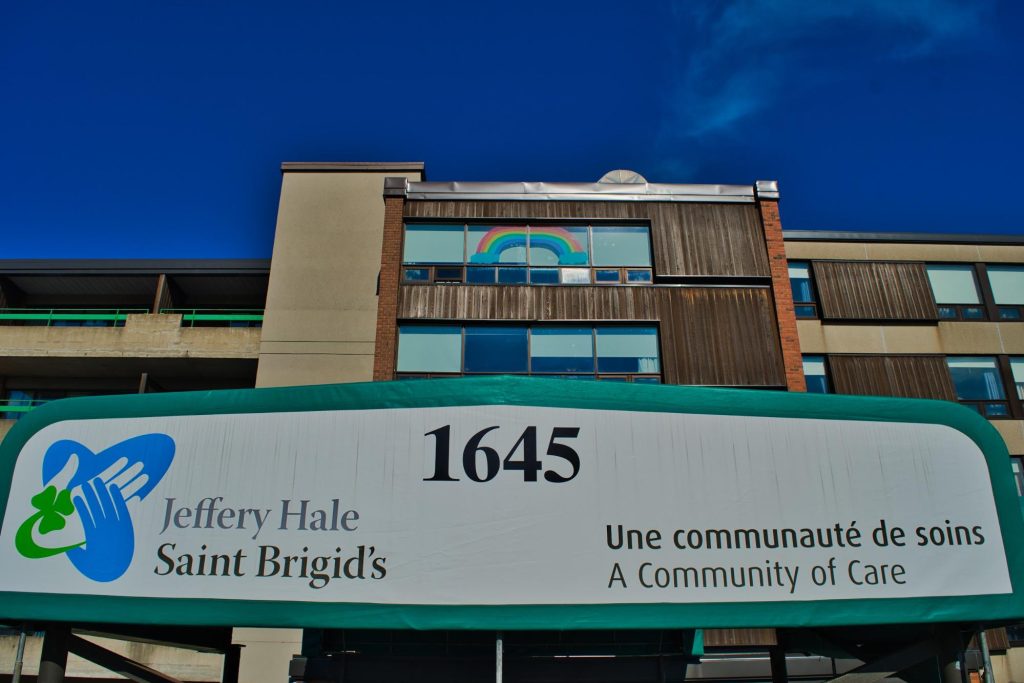 1645
Jeffery Hale
Saint Brigid's
Une communauté de soins
A Community of Care